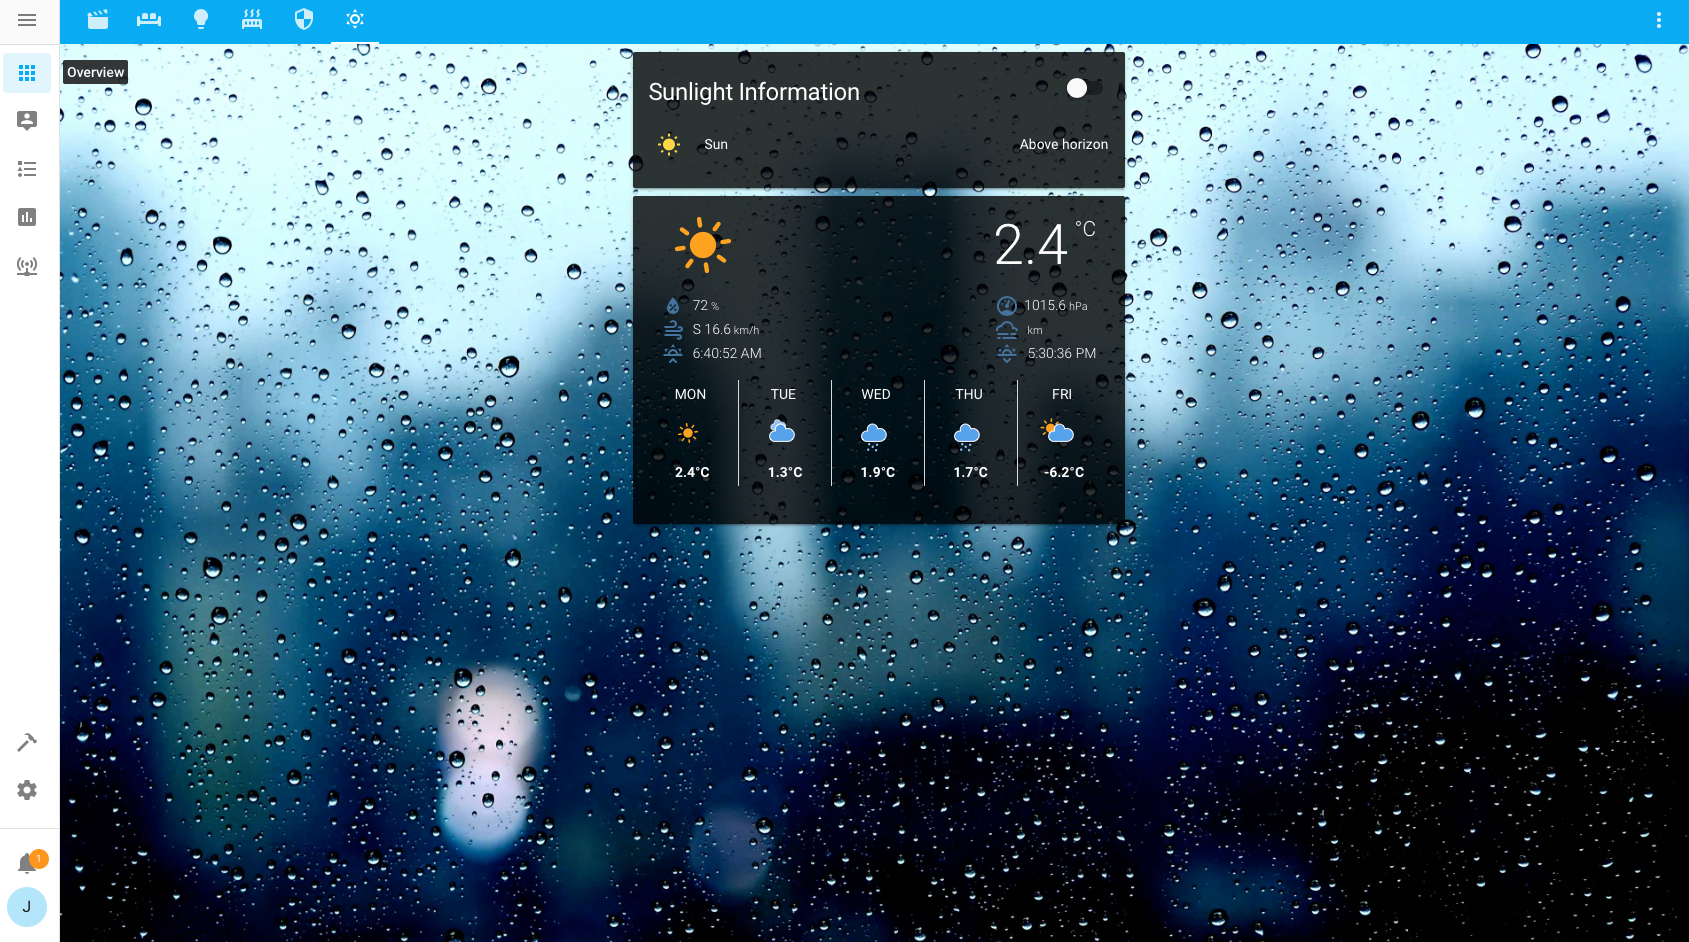 Overview
Sunlight Information
Sun Above horizon
2.4 °C
72 % 1015.6 hPa
S 16.6 km/h km
6:40:52 AM 5:30:36 PM
MON TUE WED THU FRI
2.4°C 1.3°C 1.9°C 1.7°C -6.2°C
1
J